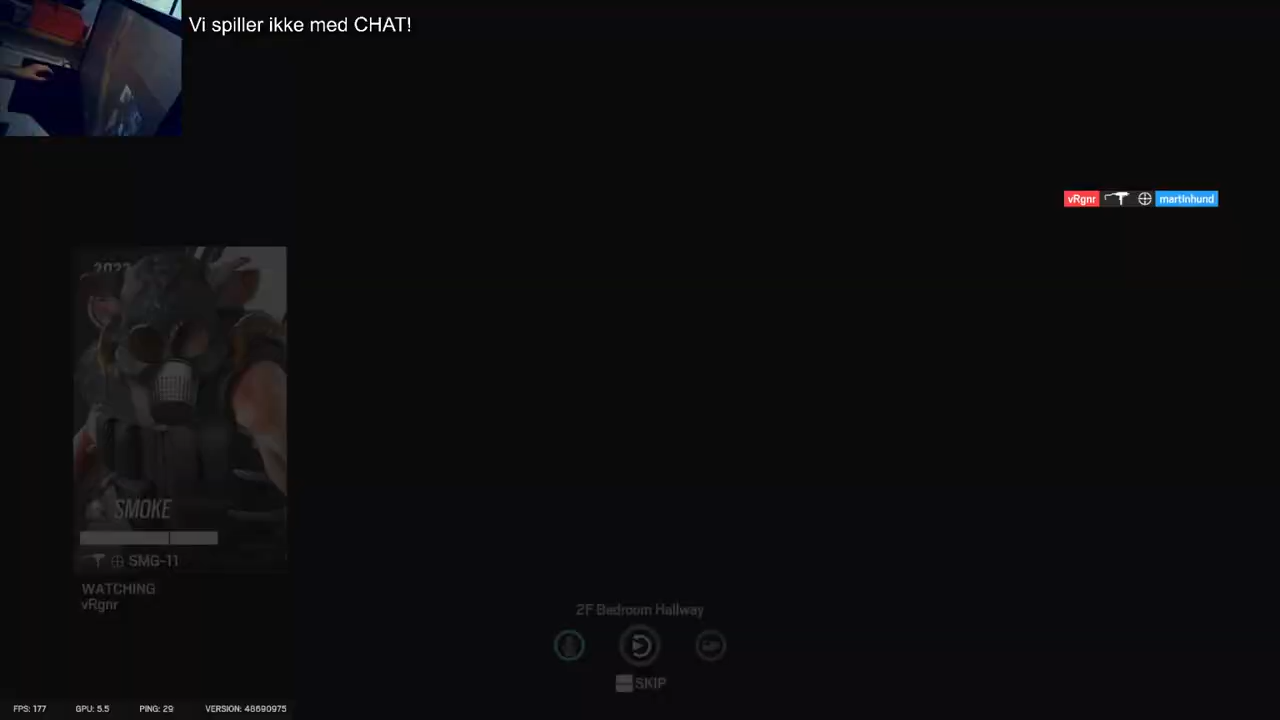 Vi spiller ikke med CHAT!
vRgnr martinhund
2023
SMOKE
SMG-11
WATCHING
vRgnr
2F Bedroom Hallway
SKIP
FPS: 177 GPU: 5.5 PING: 29 VERSION: 48690975